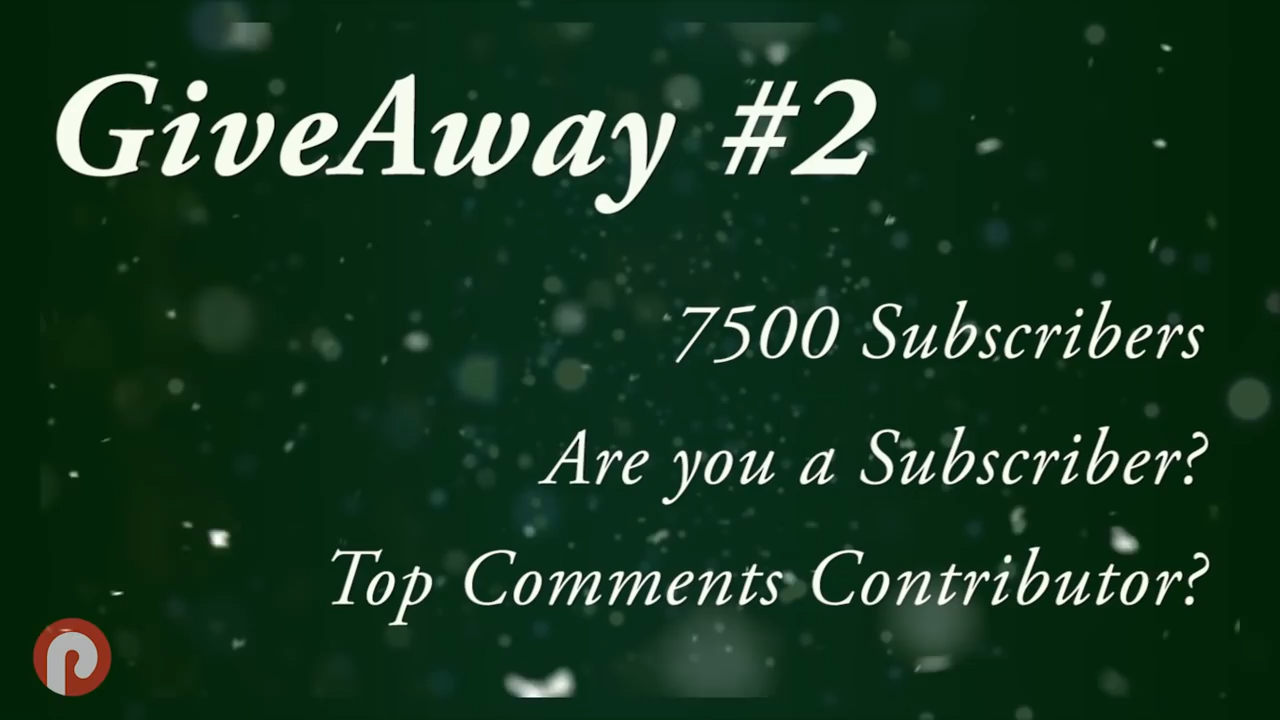 GiveAway #2
7500 Subscribers
Are you a Subscriber?
Top Comments Contributor?
p